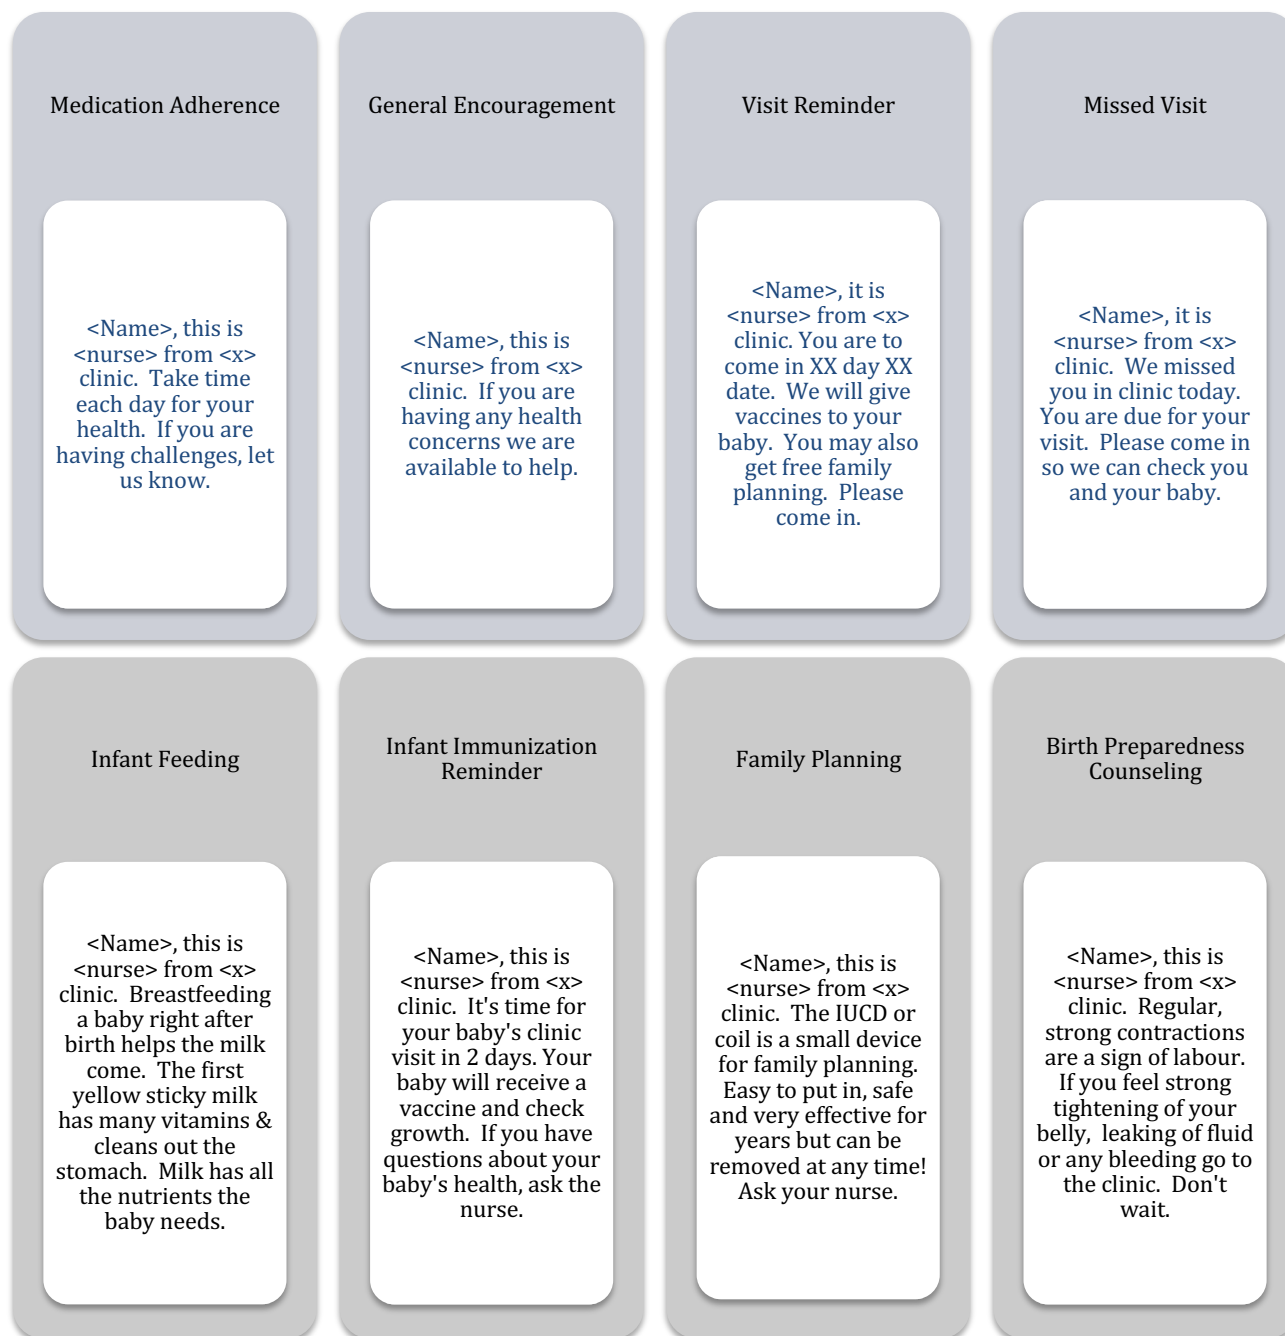 Medication Adherence
<Name>, this is
<nurse> from <x>
clinic.  Take time
each day for your
health.  If you are
having challenges, let
us know.
General Encouragement
<Name>, this is
<nurse> from <x>
clinic.  If you are
having any health
concerns we are
available to help.
Visit Reminder
<Name>, it is
<nurse> from <x>
clinic. You are to
come in XX day XX
date.  We will give
vaccines to your
baby.  You may also
get free family
planning.  Please
come in.
Missed Visit
<Name>, it is
<nurse> from <x>
clinic.  We missed
you in clinic today.
You are due for your
visit.  Please come in
so we can check you
and your baby.
Infant Feeding
<Name>, this is
<nurse> from <x>
clinic.  Breastfeeding
a baby right after
birth helps the milk
come.  The first
yellow sticky milk
has many vitamins &
cleans out the
stomach.  Milk has all
the nutrients the
baby needs.
Infant Immunization
Reminder
<Name>, this is
<nurse> from <x>
clinic.  It's time for
your baby's clinic
visit in 2 days. Your
baby will receive a
vaccine and check
growth.  If you have
questions about your
baby's health, ask the
nurse.
Family Planning
<Name>, this is
<nurse> from <x>
clinic.  The IUCD or
coil is a small device
for family planning.
Easy to put in, safe
and very effective for
years but can be
removed at any time!
Ask your nurse.
Birth Preparedness
Counseling
<Name>, this is
<nurse> from <x>
clinic.  Regular,
strong contractions
are a sign of labour.
If you feel strong
tightening of your
belly,  leaking of fluid
or any bleeding go to
the clinic.  Don't
wait.